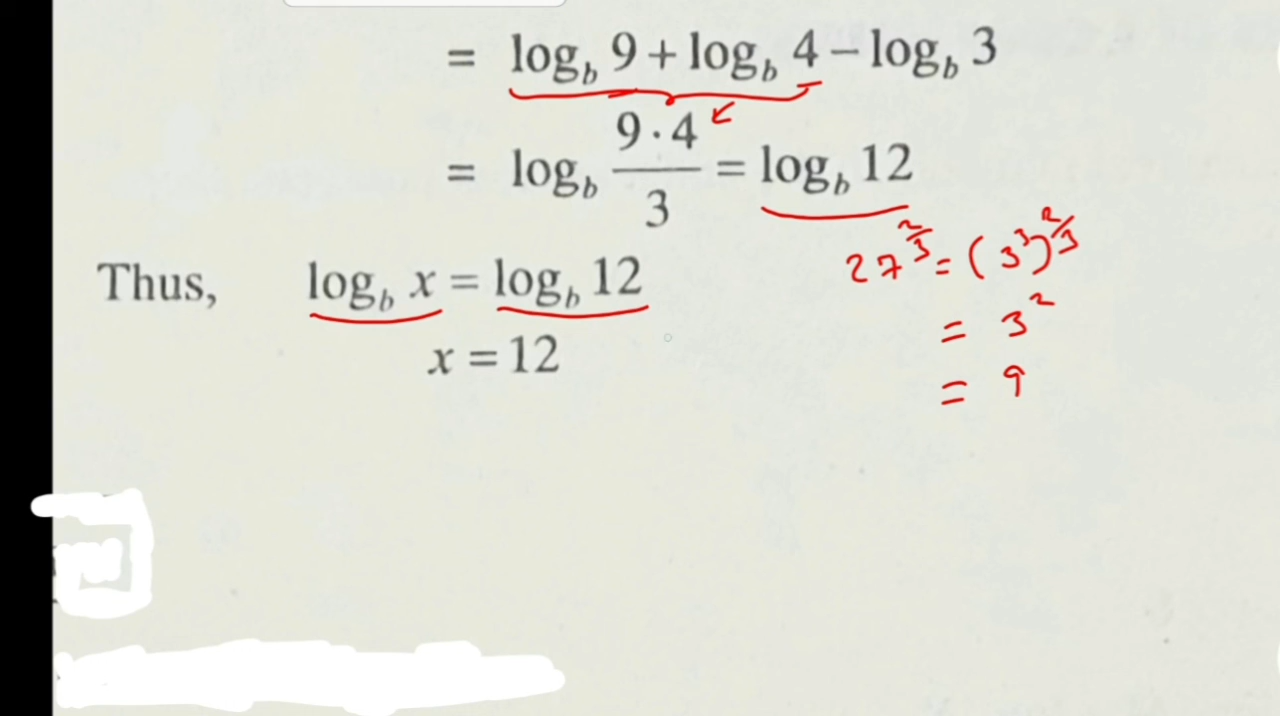 = log_b 9 + log_b 4 − log_b 3
= log_b (9 · 4)/3 = log_b 12
Thus, log_b x = log_b 12
x = 12
27^(2/3) = (3^3)^(2/3)
= 3^2
= 9